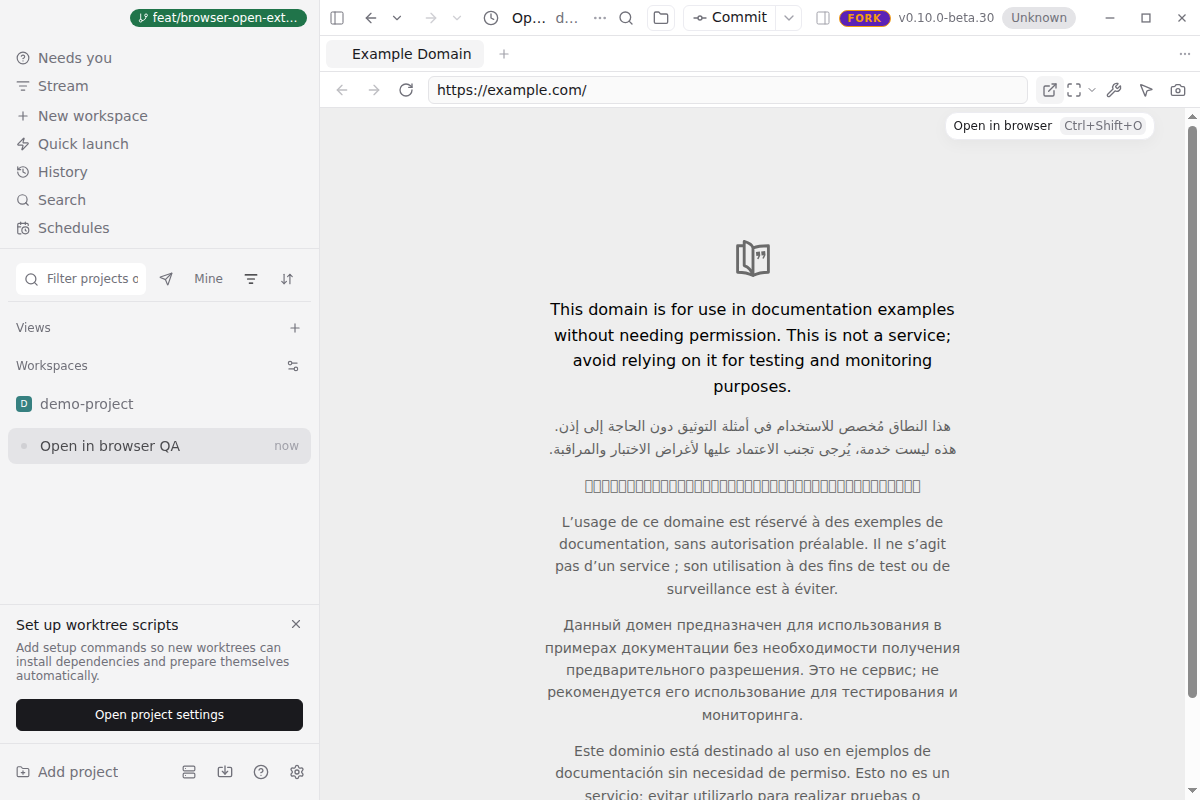 feat/browser-open-ext...
Needs you
Stream
New workspace
Quick launch
History
Search
Schedules
Mine
Views
Workspaces
D demo-project
Open in browser QA now
Set up worktree scripts
Add setup commands so new worktrees can
install dependencies and prepare themselves
automatically.
Open project settings
Add project
Op... d...
Commit
FORK
v0.10.0-beta.30
Unknown
Example Domain
https://example.com/
Open in browser Ctrl+Shift+O
This domain is for use in documentation examples
without needing permission. This is not a service;
avoid relying on it for testing and monitoring
purposes.
هذا النطاق مُخصص للاستخدام في أمثلة التوثيق دون الحاجة إلى إذن.
هذه ليست خدمة، يُرجى تجنب الاعتماد عليها لأغراض الاختبار والمراقبة.
L’usage de ce domaine est réservé à des exemples de
documentation, sans autorisation préalable. Il ne s’agit
pas d’un service ; son utilisation à des fins de test ou de
surveillance est à éviter.
Данный домен предназначен для использования в
примерах документации без необходимости получения
предварительного разрешения. Это не сервис; не
рекомендуется его использование для тестирования и
мониторинга.
Este dominio está destinado al uso en ejemplos de
documentación sin necesidad de permiso. Esto no es un
servicio; evitar utilizarlo para realizar pruebas o